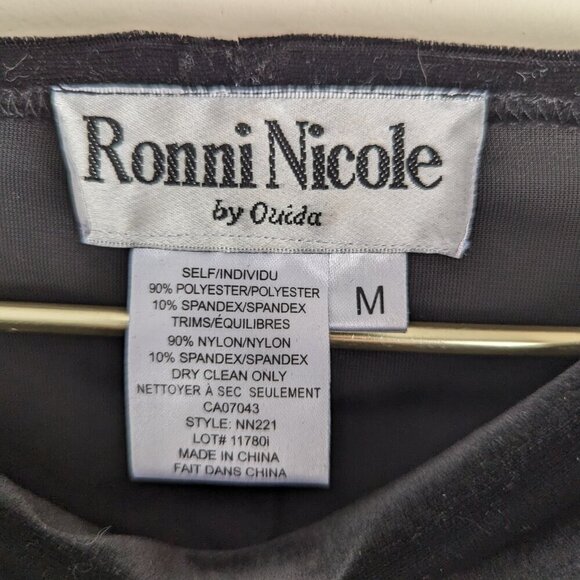 Ronni Nicole
by Ouida
SELF/INDIVIDU
90% POLYESTER/POLYESTER
10% SPANDEX/SPANDEX
TRIMS/ÉQUILIBRES
90% NYLON/NYLON
10% SPANDEX/SPANDEX
DRY CLEAN ONLY
NETTOYER À SEC SEULEMENT
CA07043
STYLE: NN221
LOT# 11780i
MADE IN CHINA
FAIT DANS CHINA
M